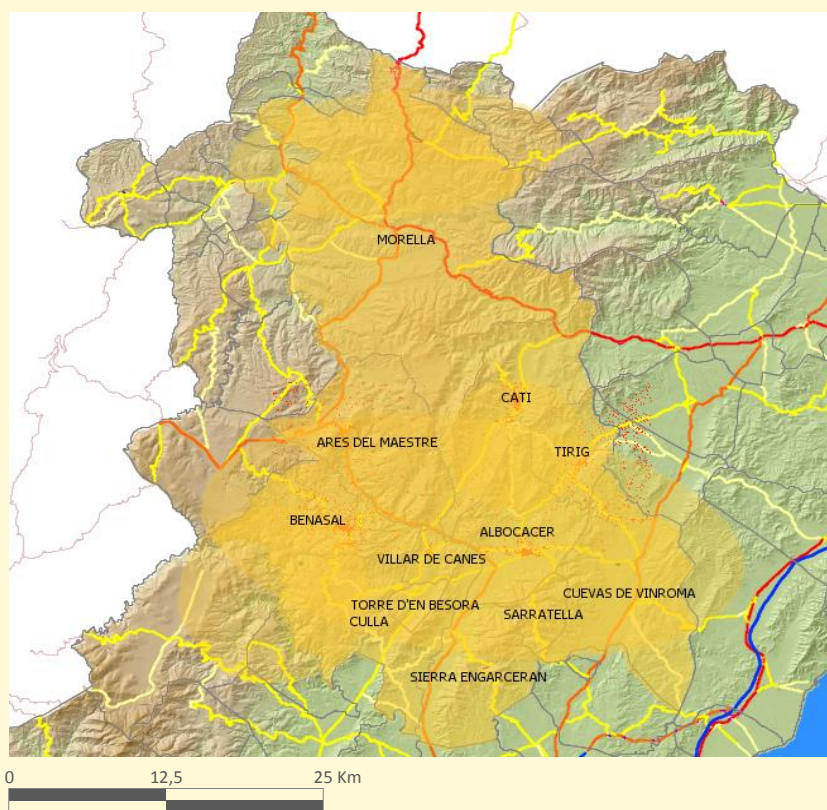 MORELLA
CATI
ARES DEL MAESTRE
TIRIG
BENASAL
ALBOCACER
VILLAR DE CANES
CUEVAS DE VINROMA
TORRE D'EN BESORA
SARRATELLA
CULLA
SIERRA ENGARCERAN
0 12,5 25 Km